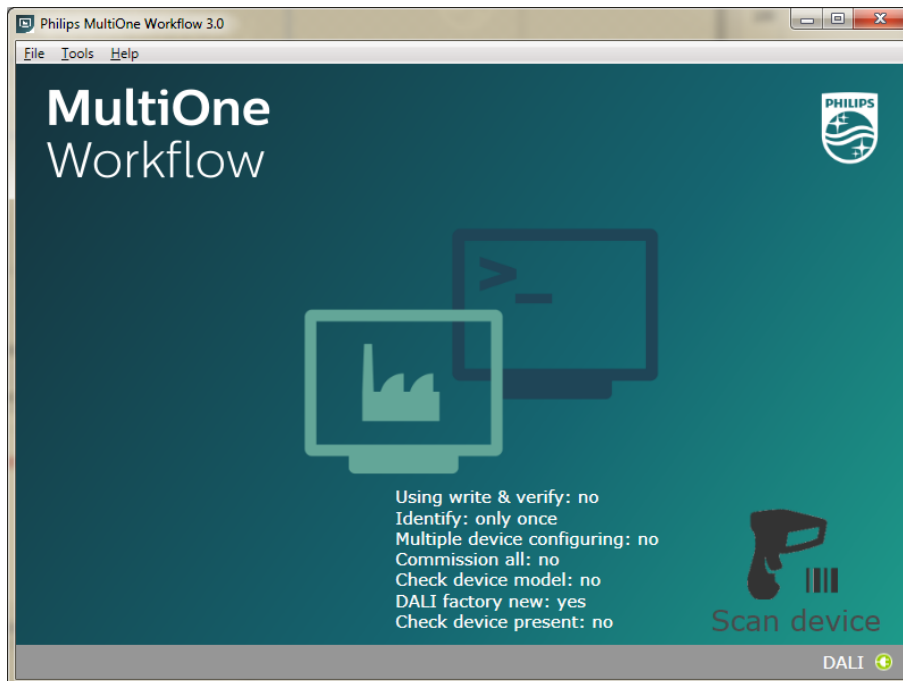 Philips MultiOne Workflow 3.0
File Tools Help
MultiOne
Workflow
PHILIPS
>_
Using write & verify: no
Identify: only once
Multiple device configuring: no
Commission all: no
Check device model: no
DALI factory new: yes
Check device present: no
Scan device
DALI